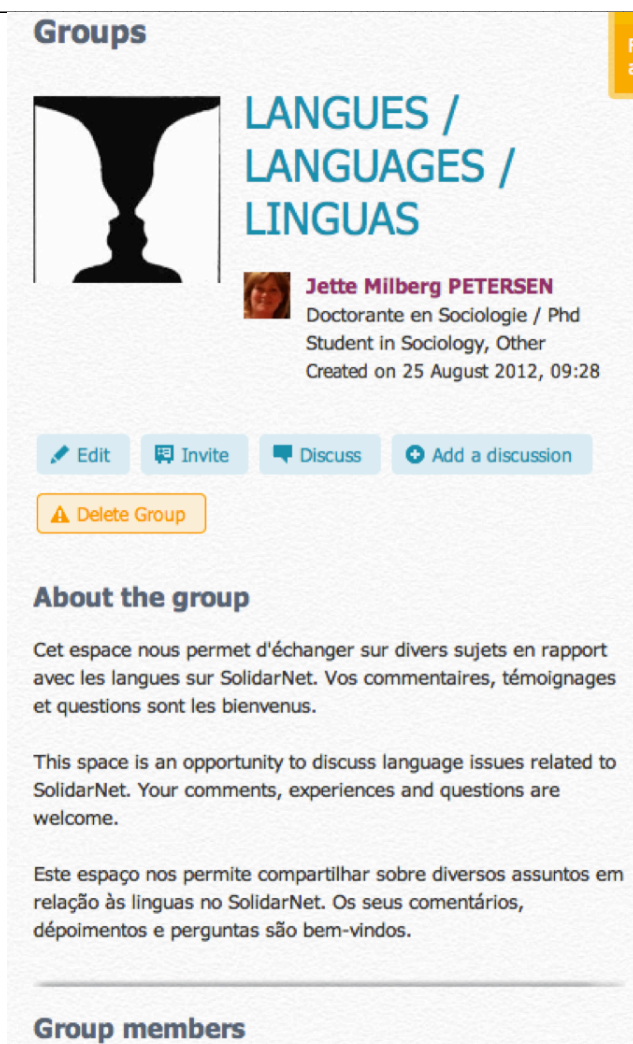 Groups
LANGUES /
LANGUAGES /
LINGUAS
Jette Milberg PETERSEN
Doctorante en Sociologie / Phd
Student in Sociology, Other
Created on 25 August 2012, 09:28
Edit
Invite
Discuss
Add a discussion
Delete Group
About the group
Cet espace nous permet d'échanger sur divers sujets en rapport
avec les langues sur SolidarNet. Vos commentaires, témoignages
et questions sont les bienvenus.
This space is an opportunity to discuss language issues related to
SolidarNet. Your comments, experiences and questions are
welcome.
Este espaço nos permite compartilhar sobre diversos assuntos em
relação às linguas no SolidarNet. Os seus comentários,
dépoimentos e perguntas são bem-vindos.
Group members